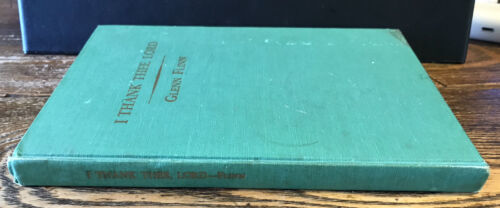 I THANK THEE, LORD
GLENN FLINN
I THANK THEE, LORD—FLINN